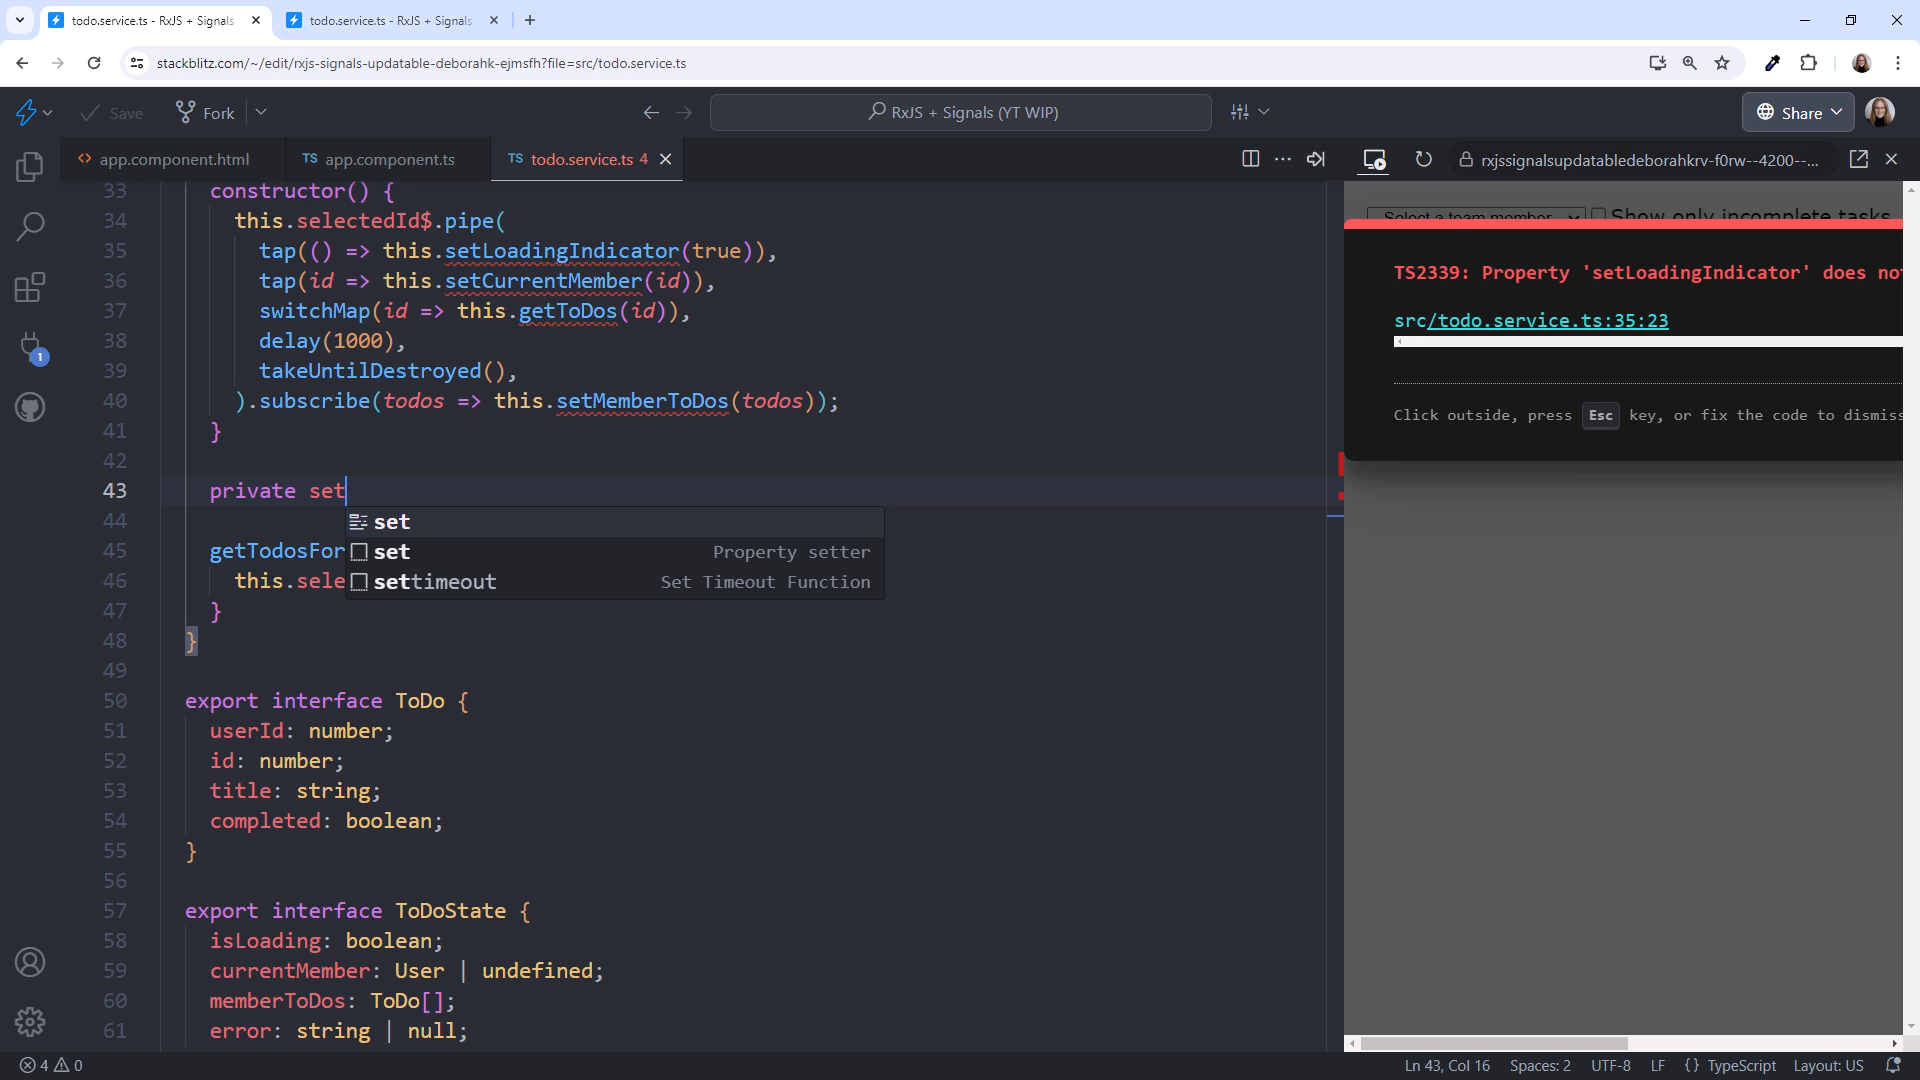 todo.service.ts - RxJS + Signals
todo.service.ts - RxJS + Signals
stackblitz.com/~/edit/rxjs-signals-updatable-deborahk-ejmsfh?file=src/todo.service.ts
Save
Fork
RxJS + Signals (YT WIP)
Share
app.component.html
TS app.component.ts
TS todo.service.ts 4
rxjssignalsupdatabledeborahkrv-f0rw--4200--...
33 constructor() {
34 this.selectedId$.pipe(
35 tap(() => this.setLoadingIndicator(true)),
36 tap(id => this.setCurrentMember(id)),
37 switchMap(id => this.getToDos(id)),
38 delay(1000),
39 takeUntilDestroyed(),
40 ).subscribe(todos => this.setMemberToDos(todos));
41 }
42
43 private set
set
set Property setter
settimeout Set Timeout Function
44
45 getTodosFor
46 this.sele
47 }
48 }
49
50 export interface ToDo {
51 userId: number;
52 id: number;
53 title: string;
54 completed: boolean;
55 }
56
57 export interface ToDoState {
58 isLoading: boolean;
59 currentMember: User | undefined;
60 memberToDos: ToDo[];
61 error: string | null;
Select a team member
Show only incomplete tasks
TS2339: Property 'setLoadingIndicator' does no
src/todo.service.ts:35:23
Click outside, press Esc key, or fix the code to dismiss
1
4 0
Ln 43, Col 16 Spaces: 2 UTF-8 LF {} TypeScript Layout: US